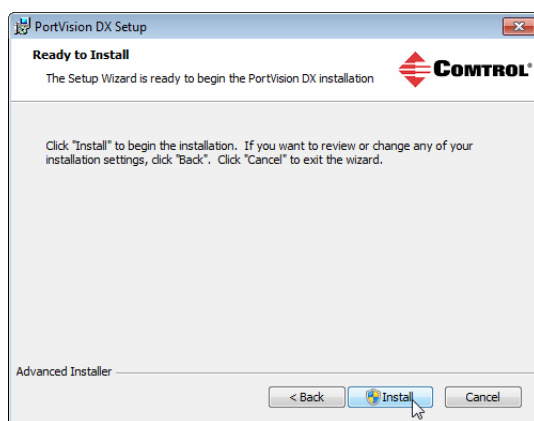 PortVision DX Setup
Ready to Install
The Setup Wizard is ready to begin the PortVision DX installation
COMTROL®
Click "Install" to begin the installation. If you want to review or change any of your
installation settings, click "Back". Click "Cancel" to exit the wizard.
Advanced Installer
< Back
Install
Cancel